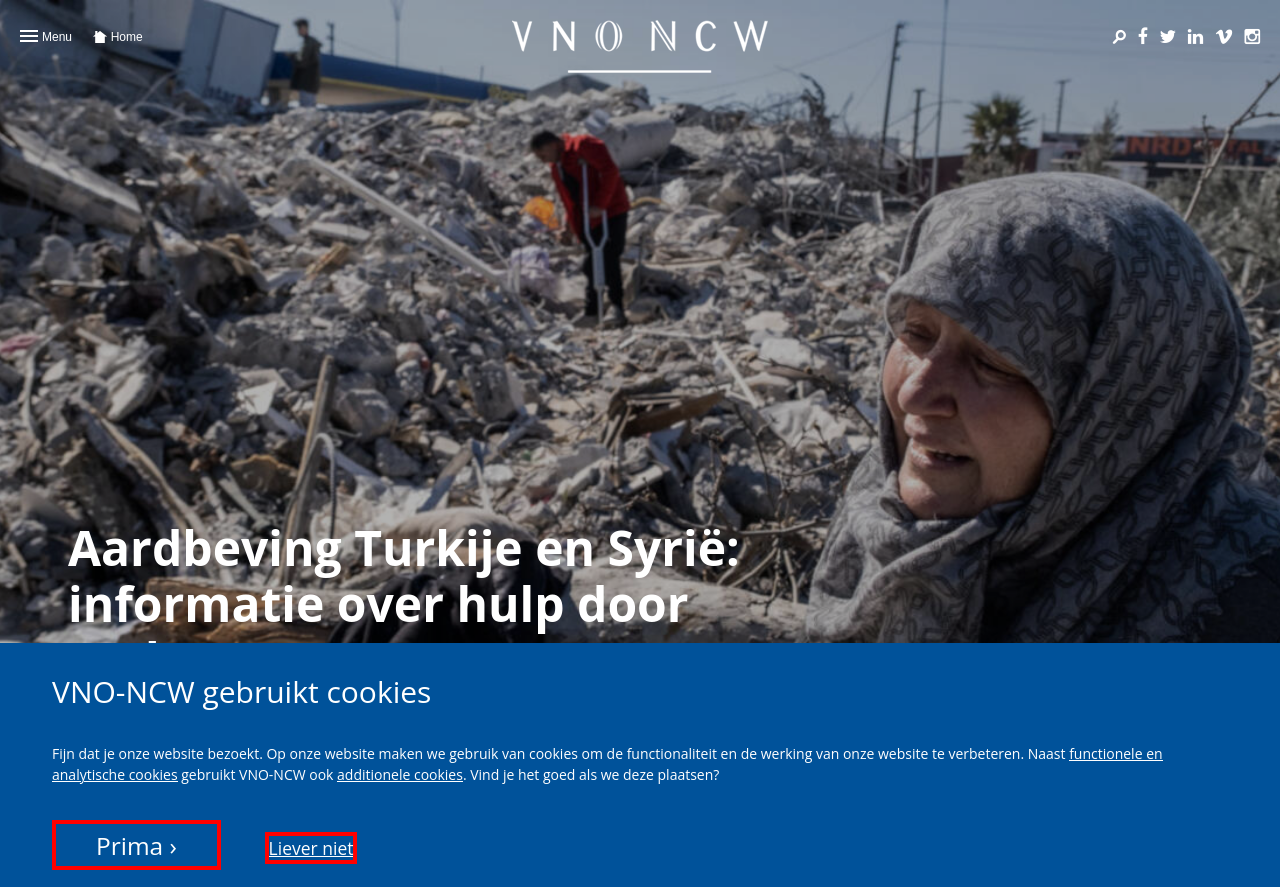 Menu Home
VNO NCW
NRD
Aardbeving Turkije en Syrië:
informatie over hulp door
VNO-NCW gebruikt cookies
Fijn dat je onze website bezoekt. Op onze website maken we gebruik van cookies om de functionaliteit en de werking van onze website te verbeteren. Naast functionele en
analytische cookies gebruikt VNO-NCW ook additionele cookies. Vind je het goed als we deze plaatsen?
Prima ›
Liever niet